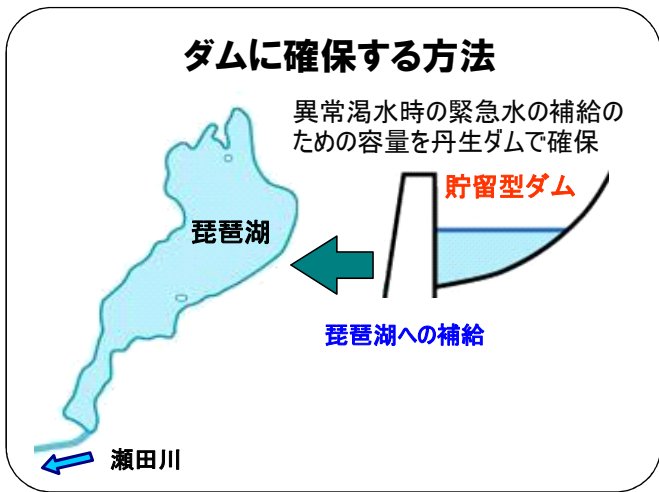 ダムに確保する方法
異常渇水時の緊急水の補給の
ための容量を丹生ダムで確保
貯留型ダム
琵琶湖
琵琶湖への補給
瀬田川